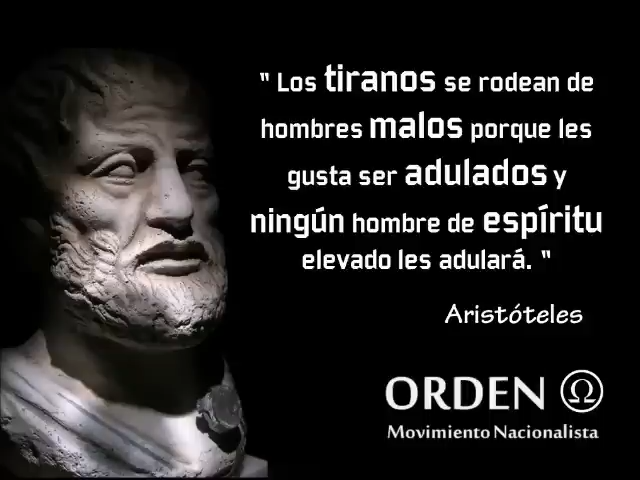 " Los tiranos se rodean de
hombres malos porque les
gusta ser adulados y
ningún hombre de espíritu
elevado les adulará. "
Aristóteles
ORDEN Ω
Movimiento Nacionalista